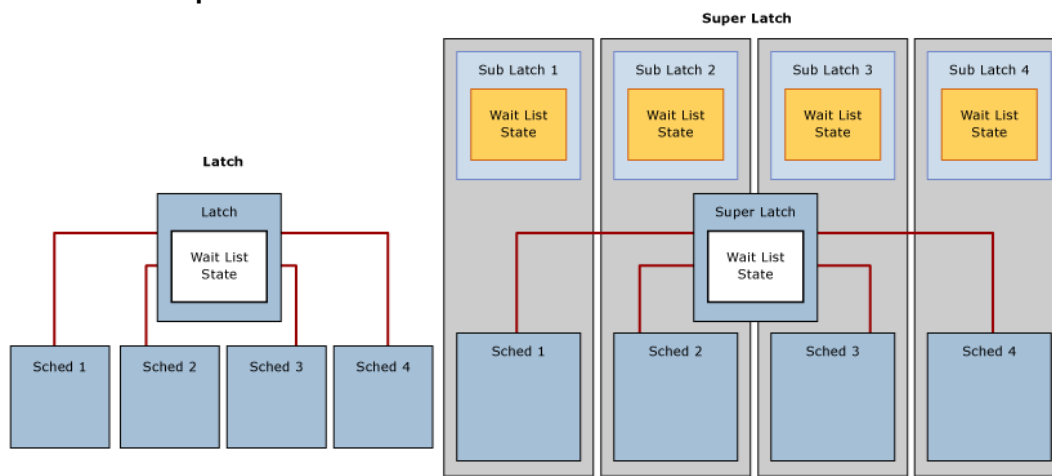 Super Latch
Sub Latch 1
Wait List
State
Sub Latch 2
Wait List
State
Sub Latch 3
Wait List
State
Sub Latch 4
Wait List
State
Latch
Latch
Wait List
State
Super Latch
Wait List
State
Sched 1
Sched 2
Sched 3
Sched 4
Sched 1
Sched 2
Sched 3
Sched 4